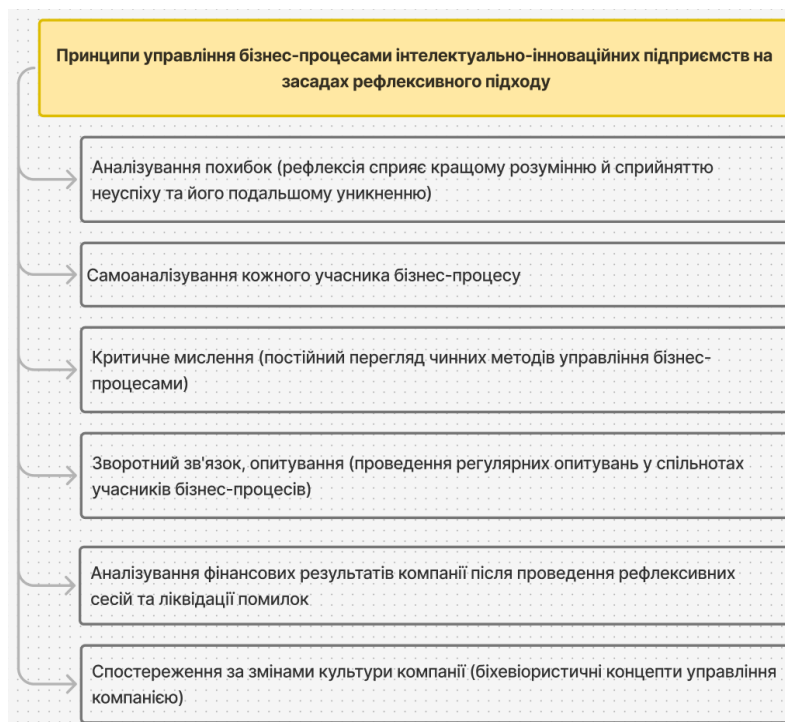 Принципи управління бізнес-процесами інтелектуально-інноваційних підприємств на
засадах рефлексивного підходу
Аналізування похибок (рефлексія сприяє кращому розумінню й сприйняттю
неуспіху та його подальшому уникненню)
Самоаналізування кожного учасника бізнес-процесу
Критичне мислення (постійний перегляд чинних методів управління бізнес-
процесами)
Зворотний зв'язок, опитування (проведення регулярних опитувань у спільнотах
учасників бізнес-процесів)
Аналізування фінансових результатів компанії після проведення рефлексивних
сесій та ліквідації помилок
Спостереження за змінами культури компанії (біхевіористичні концепти управління
компанією)